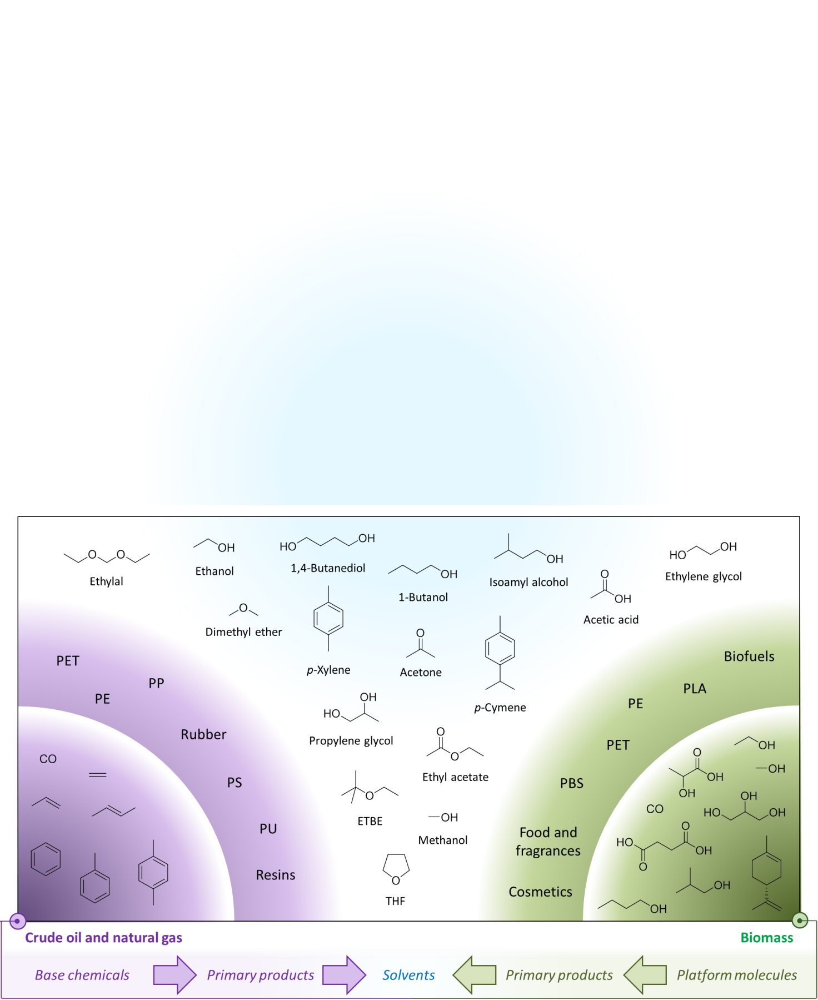 O
O
Ethylal
OH
Ethanol
HO
OH
1,4-Butanediol
OH
1-Butanol
OH
Isoamyl alcohol
O
OH
Acetic acid
HO
OH
Ethylene glycol
O
Dimethyl ether
p-Xylene
O
Acetone
p-Cymene
OH
HO
Propylene glycol
O
O
Ethyl acetate
O
ETBE
OH
Methanol
O
THF
PET
PP
PE
Rubber
PS
PU
Resins
CO
Biofuels
PLA
PE
PET
PBS
Food and
fragrances
Cosmetics
OH
O
OH
OH
OH
CO
OH
HO
OH
HO
O
O
OH
OH
OH
Crude oil and natural gas
Biomass
Base chemicals
Primary products
Solvents
Primary products
Platform molecules